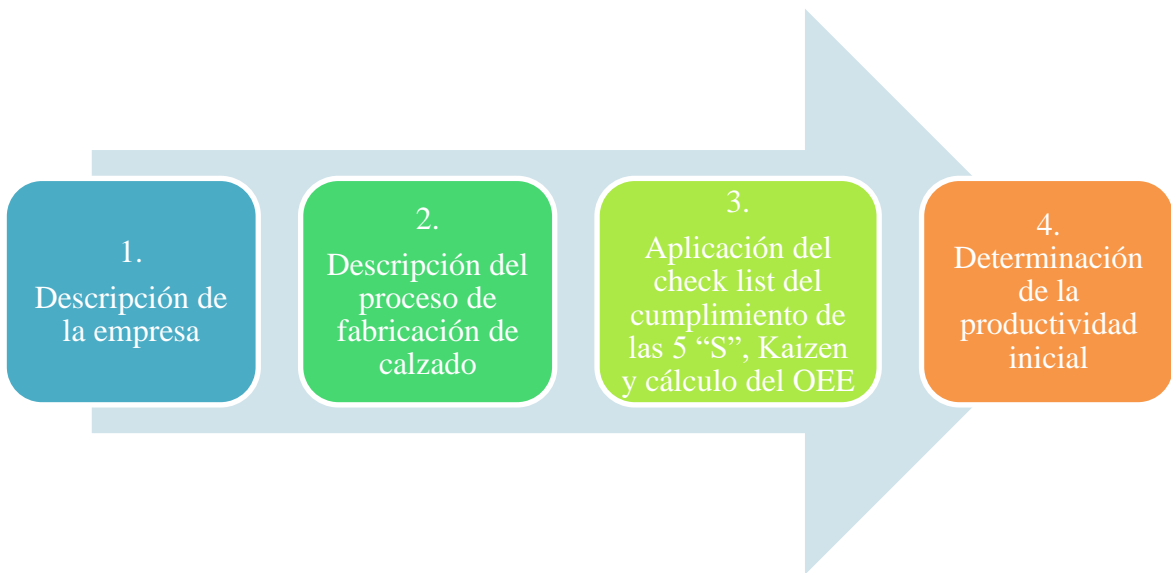 1.
Descripción de
la empresa
2.
Descripción del
proceso de
fabricación de
calzado
3.
Aplicación del
check list del
cumplimiento de
las 5 “S”, Kaizen
y cálculo del OEE
4.
Determinación
de la
productividad
inicial